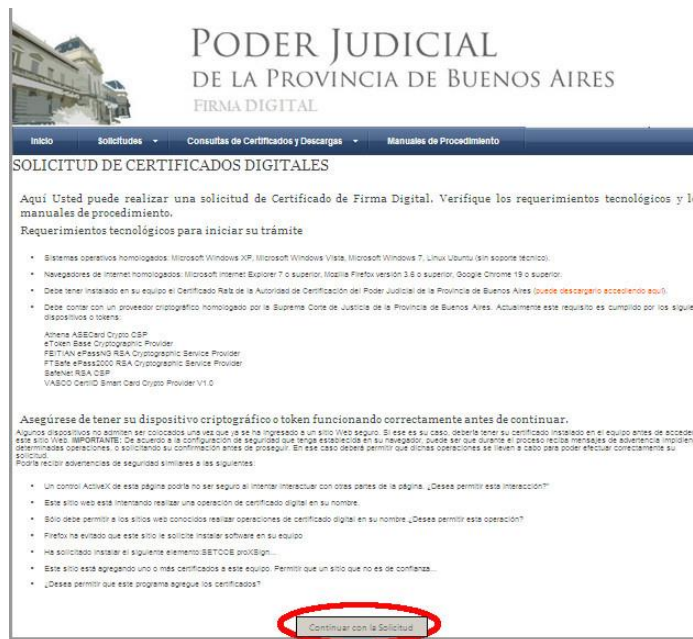 PODER JUDICIAL
DE LA PROVINCIA DE BUENOS AIRES
FIRMA DIGITAL
Inicio Solicitudes Consultas de Certificados y Descargas Manuales de Procedimiento
SOLICITUD DE CERTIFICADOS DIGITALES
Aquí Usted puede realizar una solicitud de Certificado de Firma Digital. Verifique los requerimientos tecnológicos y lo
manuales de procedimiento.
Requerimientos tecnológicos para iniciar su trámite
Sistemas operativos homologados: Microsoft Windows XP, Microsoft Windows Vista, Microsoft Windows 7, Linux Ubuntu (sin soporte técnico).
Navegadores de Internet homologados: Microsoft Internet Explorer 7 o superior, Mozilla Firefox versión 3.6 o superior, Google Chrome 19 o superior.
Debe tener instalado en su equipo el Certificado Raíz de la Autoridad de Certificación del Poder Judicial de la Provincia de Buenos Aires (puede descargarlo accediendo aquí).
Debe contar con un proveedor criptográfico homologado por la Suprema Corte de Justicia de la Provincia de Buenos Aires. Actualmente este requisito es cumplido por los siguie
dispositivos o tokens:
Athena ASECard Crypto CSP
eToken Base Cryptographic Provider
FEITIAN ePassNG RSA Cryptographic Service Provider
FTSafe ePass2000 RSA Cryptographic Service Provider
SafeNet RSA CSP
VASCO CertiID Smart Card Crypto Provider V1.0
Asegúrese de tener su dispositivo criptográfico o token funcionando correctamente antes de continuar.
Algunos dispositivos no admiten ser colocados una vez que ya se ha ingresado a un sitio Web seguro. Si ese es su caso, debería tener su certificado instalado en el equipo antes de acceder
este sitio Web. IMPORTANTE: De acuerdo a la configuración de seguridad que tenga establecida en su navegador, puede ser que durante el proceso reciba mensajes de advertencia impidien
determinadas operaciones, o solicitando su confirmación antes de proseguir. En ese caso deberá permitir que dichas operaciones se lleven a cabo para poder efectuar correctamente su
solicitud.
Podría recibir advertencias de seguridad similares a las siguientes:
Un control ActiveX de esta página podría no ser seguro al intentar interactuar con otras partes de la página. ¿Desea permitir esta interacción?"
Este sitio web está intentando realizar una operación de certificado digital en su nombre.
Sólo debe permitir a los sitios web conocidos realizar operaciones de certificado digital en su nombre ¿Desea permitir esta operación?
Firefox ha evitado que este sitio le solicite instalar software en su equipo
Ha solicitado instalar el siguiente elemento:SETCCE proXSign...
Este sitio está agregando uno o más certificados a este equipo. Permitir que un sitio que no es de confianza...
¿Desea permitir que este programa agregue los certificados?
Continuar con la Solicitud